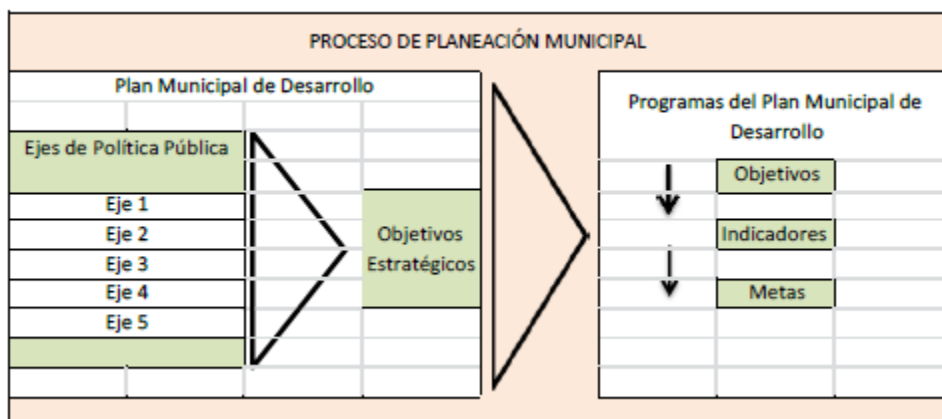 PROCESO DE PLANEACIÓN MUNICIPAL
Plan Municipal de Desarrollo
Ejes de Política Pública
Eje 1
Eje 2
Eje 3
Eje 4
Eje 5
Objetivos
Estratégicos
Programas del Plan Municipal de
Desarrollo
Objetivos
Indicadores
Metas